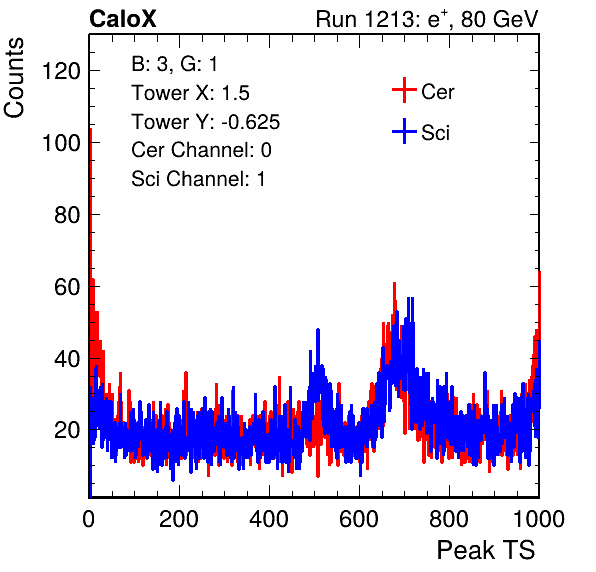 CaloX Run 1213: e⁺, 80 GeV
Counts
B: 3, G: 1
Tower X: 1.5
Tower Y: -0.625
Cer Channel: 0
Sci Channel: 1
Cer
Sci
120
100
80
60
40
20
0 200 400 600 800 1000
Peak TS